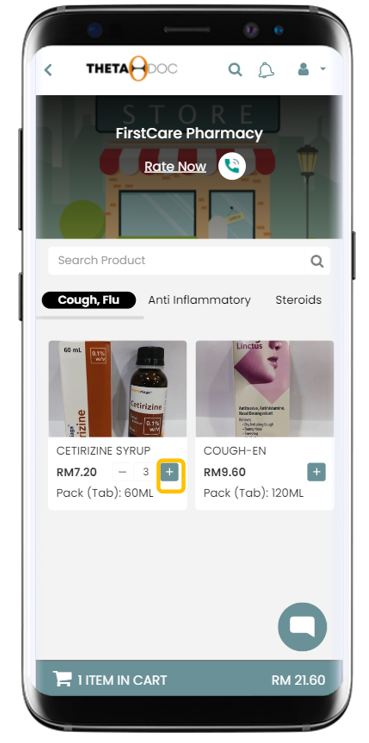 THETA DOC
STORE
FirstCare Pharmacy
Rate Now
Search Product
Cough, Flu Anti Inflammatory Steroids
60 mL 0.1% w/v
Cetirizine
0.1% w/v
Linctus
CETIRIZINE SYRUP
RM7.20 − 3 +
Pack (Tab): 60ML
COUGH-EN
RM9.60 +
Pack (Tab): 120ML
1 ITEM IN CART RM 21.60